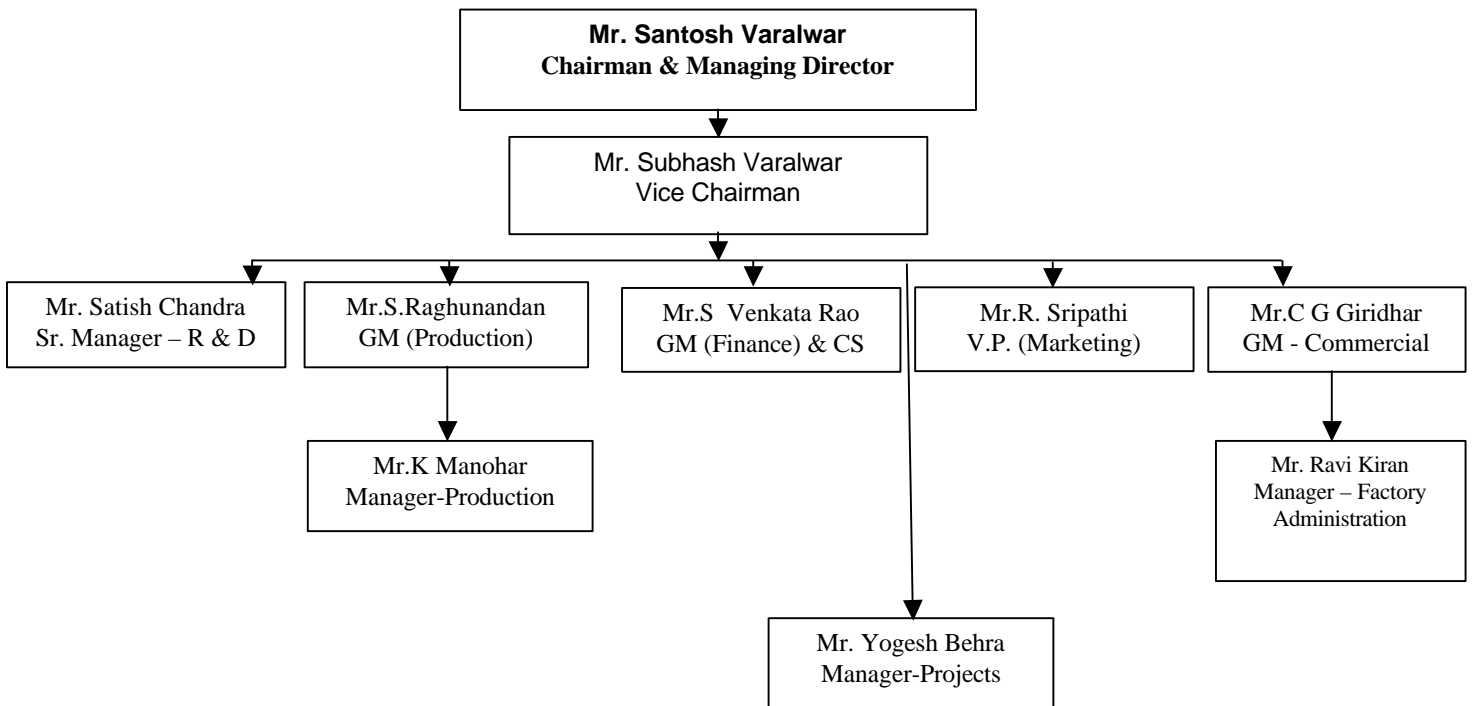 Mr. Santosh Varalwar
Chairman & Managing Director
Mr. Subhash Varalwar
Vice Chairman
Mr. Satish Chandra
Sr. Manager – R & D
Mr.S.Raghunandan
GM (Production)
Mr.S  Venkata Rao
GM (Finance) & CS
Mr.R. Sripathi
V.P. (Marketing)
Mr.C G Giridhar
GM - Commercial
Mr.K Manohar
Manager-Production
Mr. Ravi Kiran
Manager – Factory
Administration
Mr. Yogesh Behra
Manager-Projects